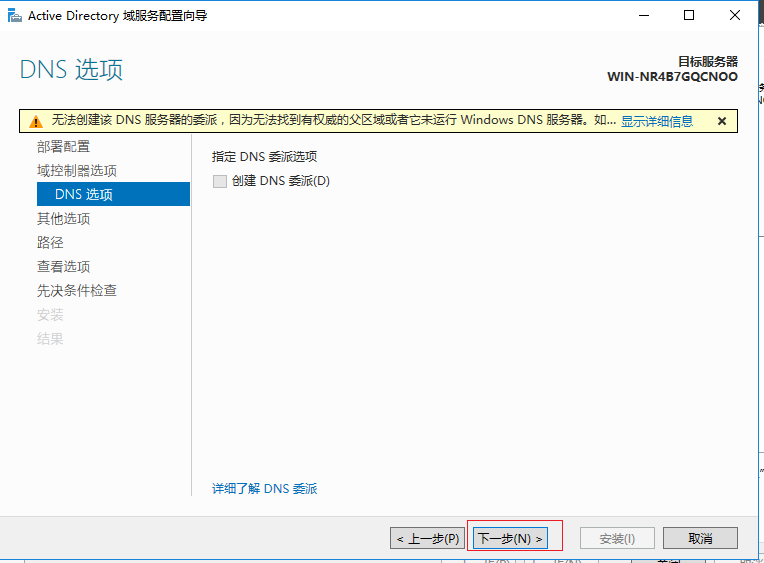 Active Directory 域服务配置向导
DNS 选项
目标服务器
WIN-NR4B7GQCNOO
无法创建该 DNS 服务器的委派，因为无法找到有权威的父区域或者它未运行 Windows DNS 服务器。如... 显示详细信息
部署配置
域控制器选项
DNS 选项
其他选项
路径
查看选项
先决条件检查
安装
结果
指定 DNS 委派选项
创建 DNS 委派(D)
详细了解 DNS 委派
< 上一步(P)
下一步(N) >
安装(I)
取消